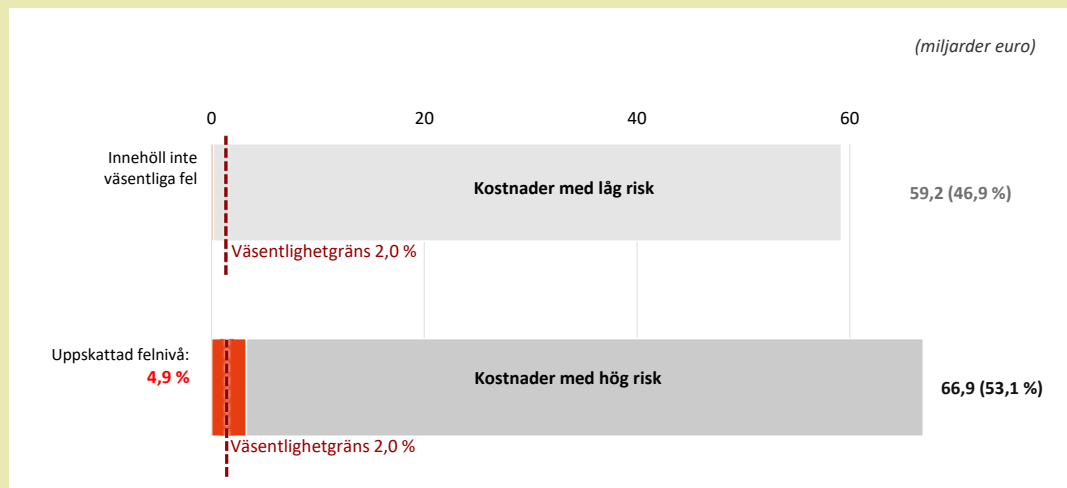 (miljarder euro)
0 20 40 60
Innehöll inte
väsentliga fel
Kostnader med låg risk
59,2 (46,9 %)
Väsentlighetgräns 2,0 %
Uppskattad felnivå:
4,9 %
Kostnader med hög risk
66,9 (53,1 %)
Väsentlighetgräns 2,0 %